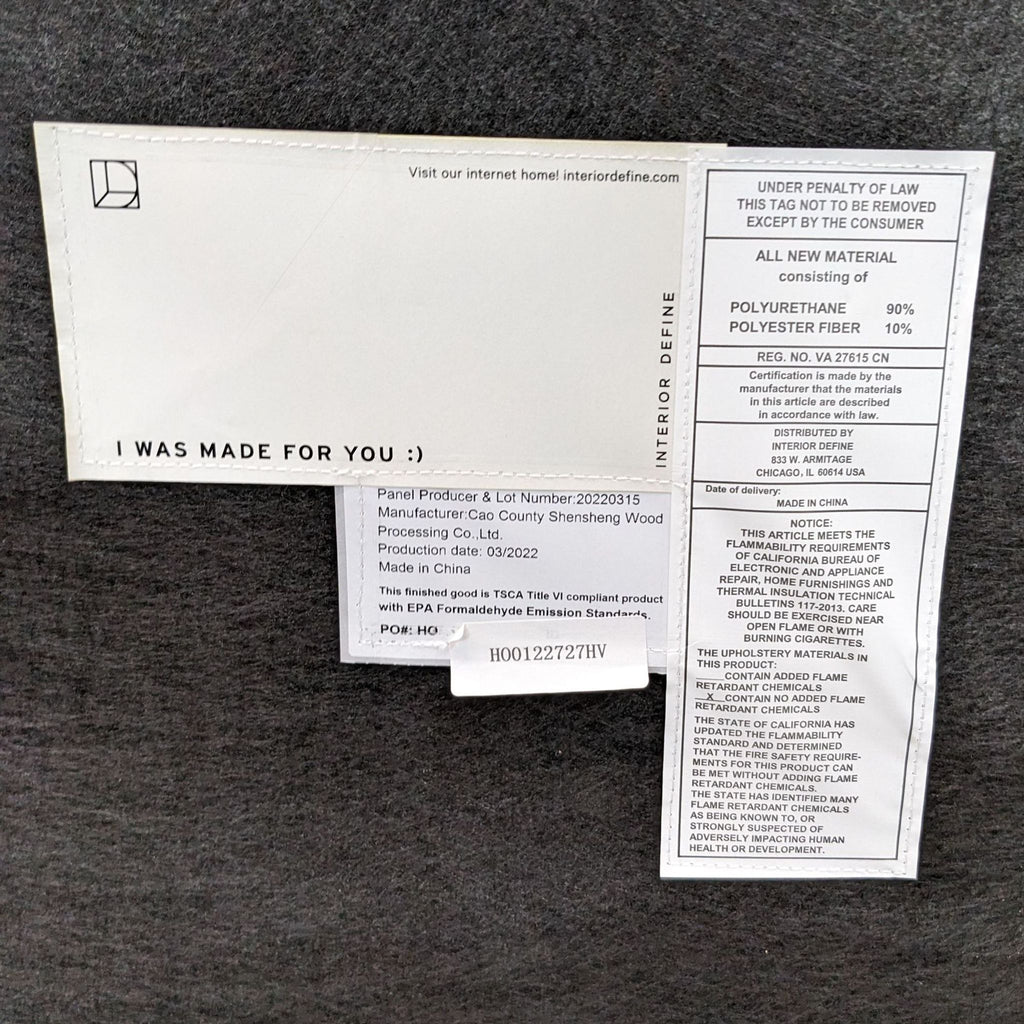 Visit our internet home! interiordefine.com
INTERIOR DEFINE
I WAS MADE FOR YOU :)
Panel Producer & Lot Number:20220315
Manufacturer:Cao County Shensheng Wood
Processing Co.,Ltd.
Production date: 03/2022
Made in China
This finished good is TSCA Title VI compliant product
with EPA Formaldehyde Emission Standards.
PO#: HO
HO0122727HV
UNDER PENALTY OF LAW
THIS TAG NOT TO BE REMOVED
EXCEPT BY THE CONSUMER
ALL NEW MATERIAL
consisting of
POLYURETHANE 90%
POLYESTER FIBER 10%
REG. NO. VA 27615 CN
Certification is made by the
manufacturer that the materials
in this article are described
in accordance with law.
DISTRIBUTED BY
INTERIOR DEFINE
833 W. ARMITAGE
CHICAGO, IL 60614 USA
Date of delivery:
MADE IN CHINA
NOTICE:
THIS ARTICLE MEETS THE
FLAMMABILITY REQUIREMENTS
OF CALIFORNIA BUREAU OF
ELECTRONIC AND APPLIANCE
REPAIR, HOME FURNISHINGS AND
THERMAL INSULATION TECHNICAL
BULLETINS 117-2013. CARE
SHOULD BE EXERCISED NEAR
OPEN FLAME OR WITH
BURNING CIGARETTES.
THE UPHOLSTERY MATERIALS IN
THIS PRODUCT:
____CONTAIN ADDED FLAME
RETARDANT CHEMICALS
__X__CONTAIN NO ADDED FLAME
RETARDANT CHEMICALS
THE STATE OF CALIFORNIA HAS
UPDATED THE FLAMMABILITY
STANDARD AND DETERMINED
THAT THE FIRE SAFETY REQUIRE-
MENTS FOR THIS PRODUCT CAN
BE MET WITHOUT ADDING FLAME
RETARDANT CHEMICALS.
THE STATE HAS IDENTIFIED MANY
FLAME RETARDANT CHEMICALS
AS BEING KNOWN TO, OR
STRONGLY SUSPECTED OF
ADVERSELY IMPACTING HUMAN
HEALTH OR DEVELOPMENT.